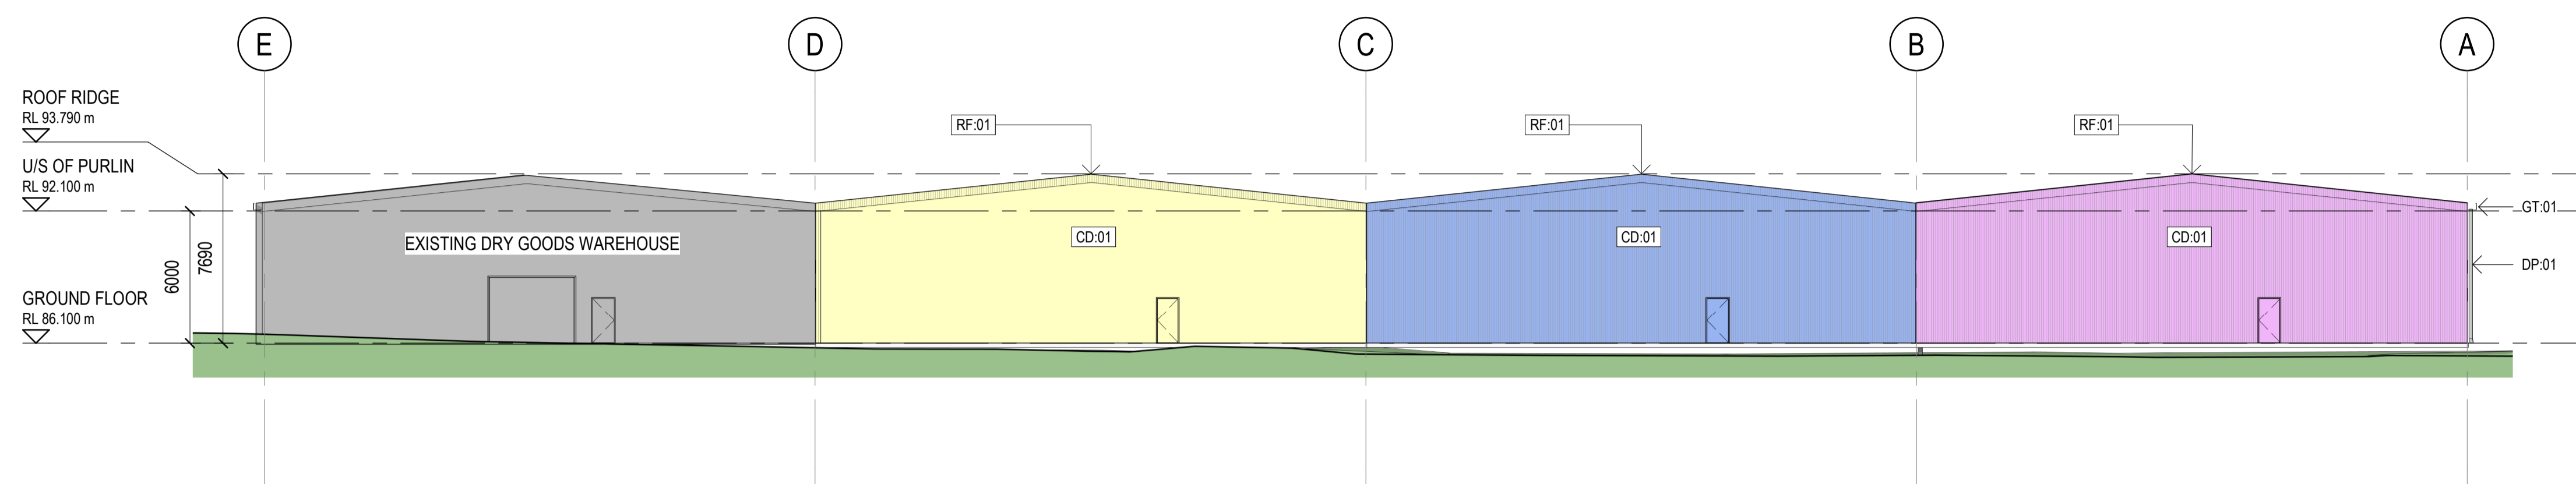 E
D
C
B
A
ROOF RIDGE
RL 93.790 m
U/S OF PURLIN
RL 92.100 m
GROUND FLOOR
RL 86.100 m
6000
7690
EXISTING DRY GOODS WAREHOUSE
RF:01
CD:01
RF:01
CD:01
RF:01
CD:01
GT:01
DP:01